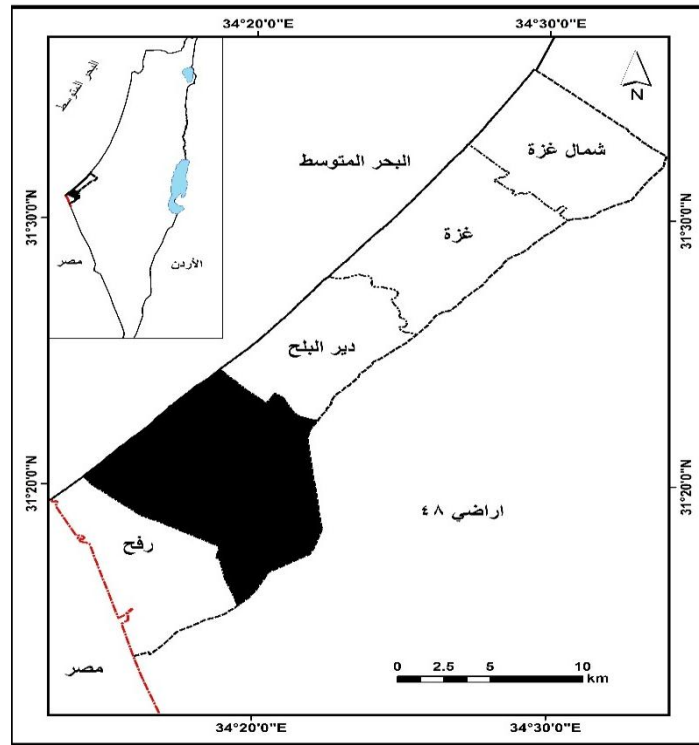 34°20'0"E
34°30'0"E
البحر المتوسط
N
شمال غزة
البحر المتوسط
31°30'0"N
31°30'0"N
غزة
مصر
الأردن
دير البلح
31°20'0"N
31°20'0"N
اراضي ٤٨
رفح
مصر
0 2.5 5 10
km
34°20'0"E
34°30'0"E